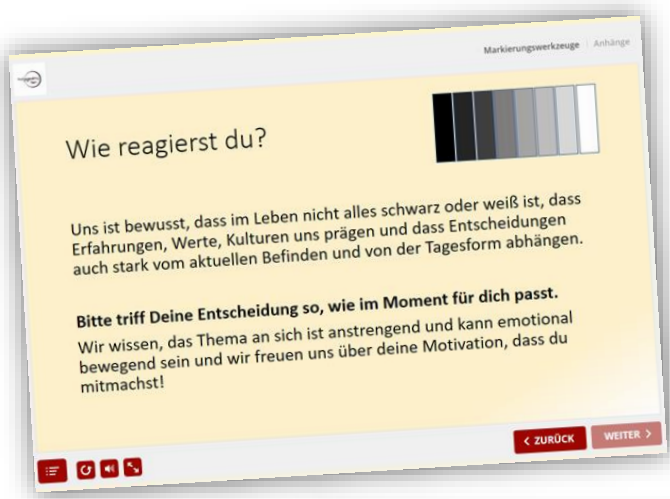 Markierungswerkzeuge | Anhänge
Wie reagierst du?
Uns ist bewusst, dass im Leben nicht alles schwarz oder weiß ist, dass
Erfahrungen, Werte, Kulturen uns prägen und dass Entscheidungen
auch stark vom aktuellen Befinden und von der Tagesform abhängen.
Bitte triff Deine Entscheidung so, wie im Moment für dich passt.
Wir wissen, das Thema an sich ist anstrengend und kann emotional
bewegend sein und wir freuen uns über deine Motivation, dass du
mitmachst!
< ZURÜCK WEITER >